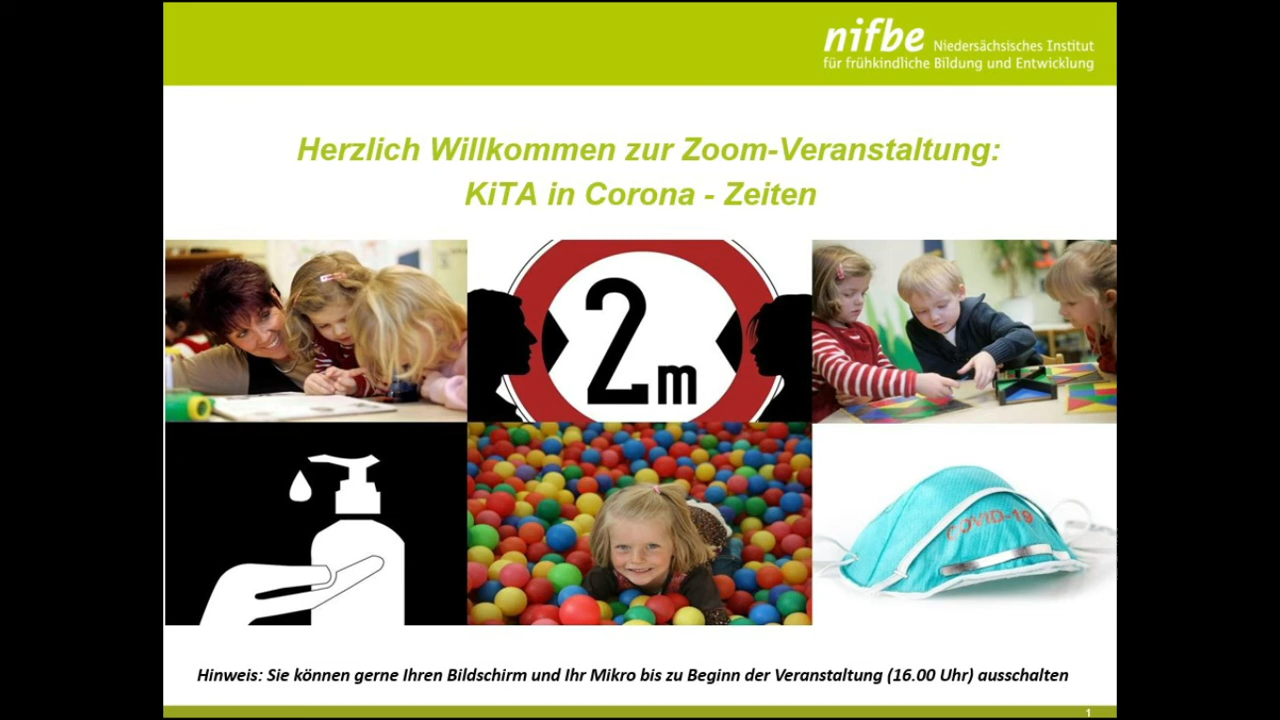 nifbe Niedersächsisches Institut
für frühkindliche Bildung und Entwicklung
Herzlich Willkommen zur Zoom-Veranstaltung:
KiTA in Corona - Zeiten
2m
COVID-19
Hinweis: Sie können gerne Ihren Bildschirm und Ihr Mikro bis zu Beginn der Veranstaltung (16.00 Uhr) ausschalten
1